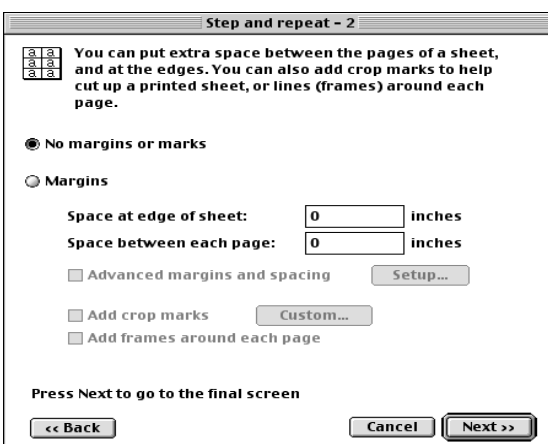 Step and repeat - 2
a a
a a
a a
You can put extra space between the pages of a sheet,
and at the edges. You can also add crop marks to help
cut up a printed sheet, or lines (frames) around each
page.
No margins or marks
Margins
Space at edge of sheet: 0 inches
Space between each page: 0 inches
Advanced margins and spacing Setup...
Add crop marks Custom...
Add frames around each page
Press Next to go to the final screen
<< Back Cancel Next >>